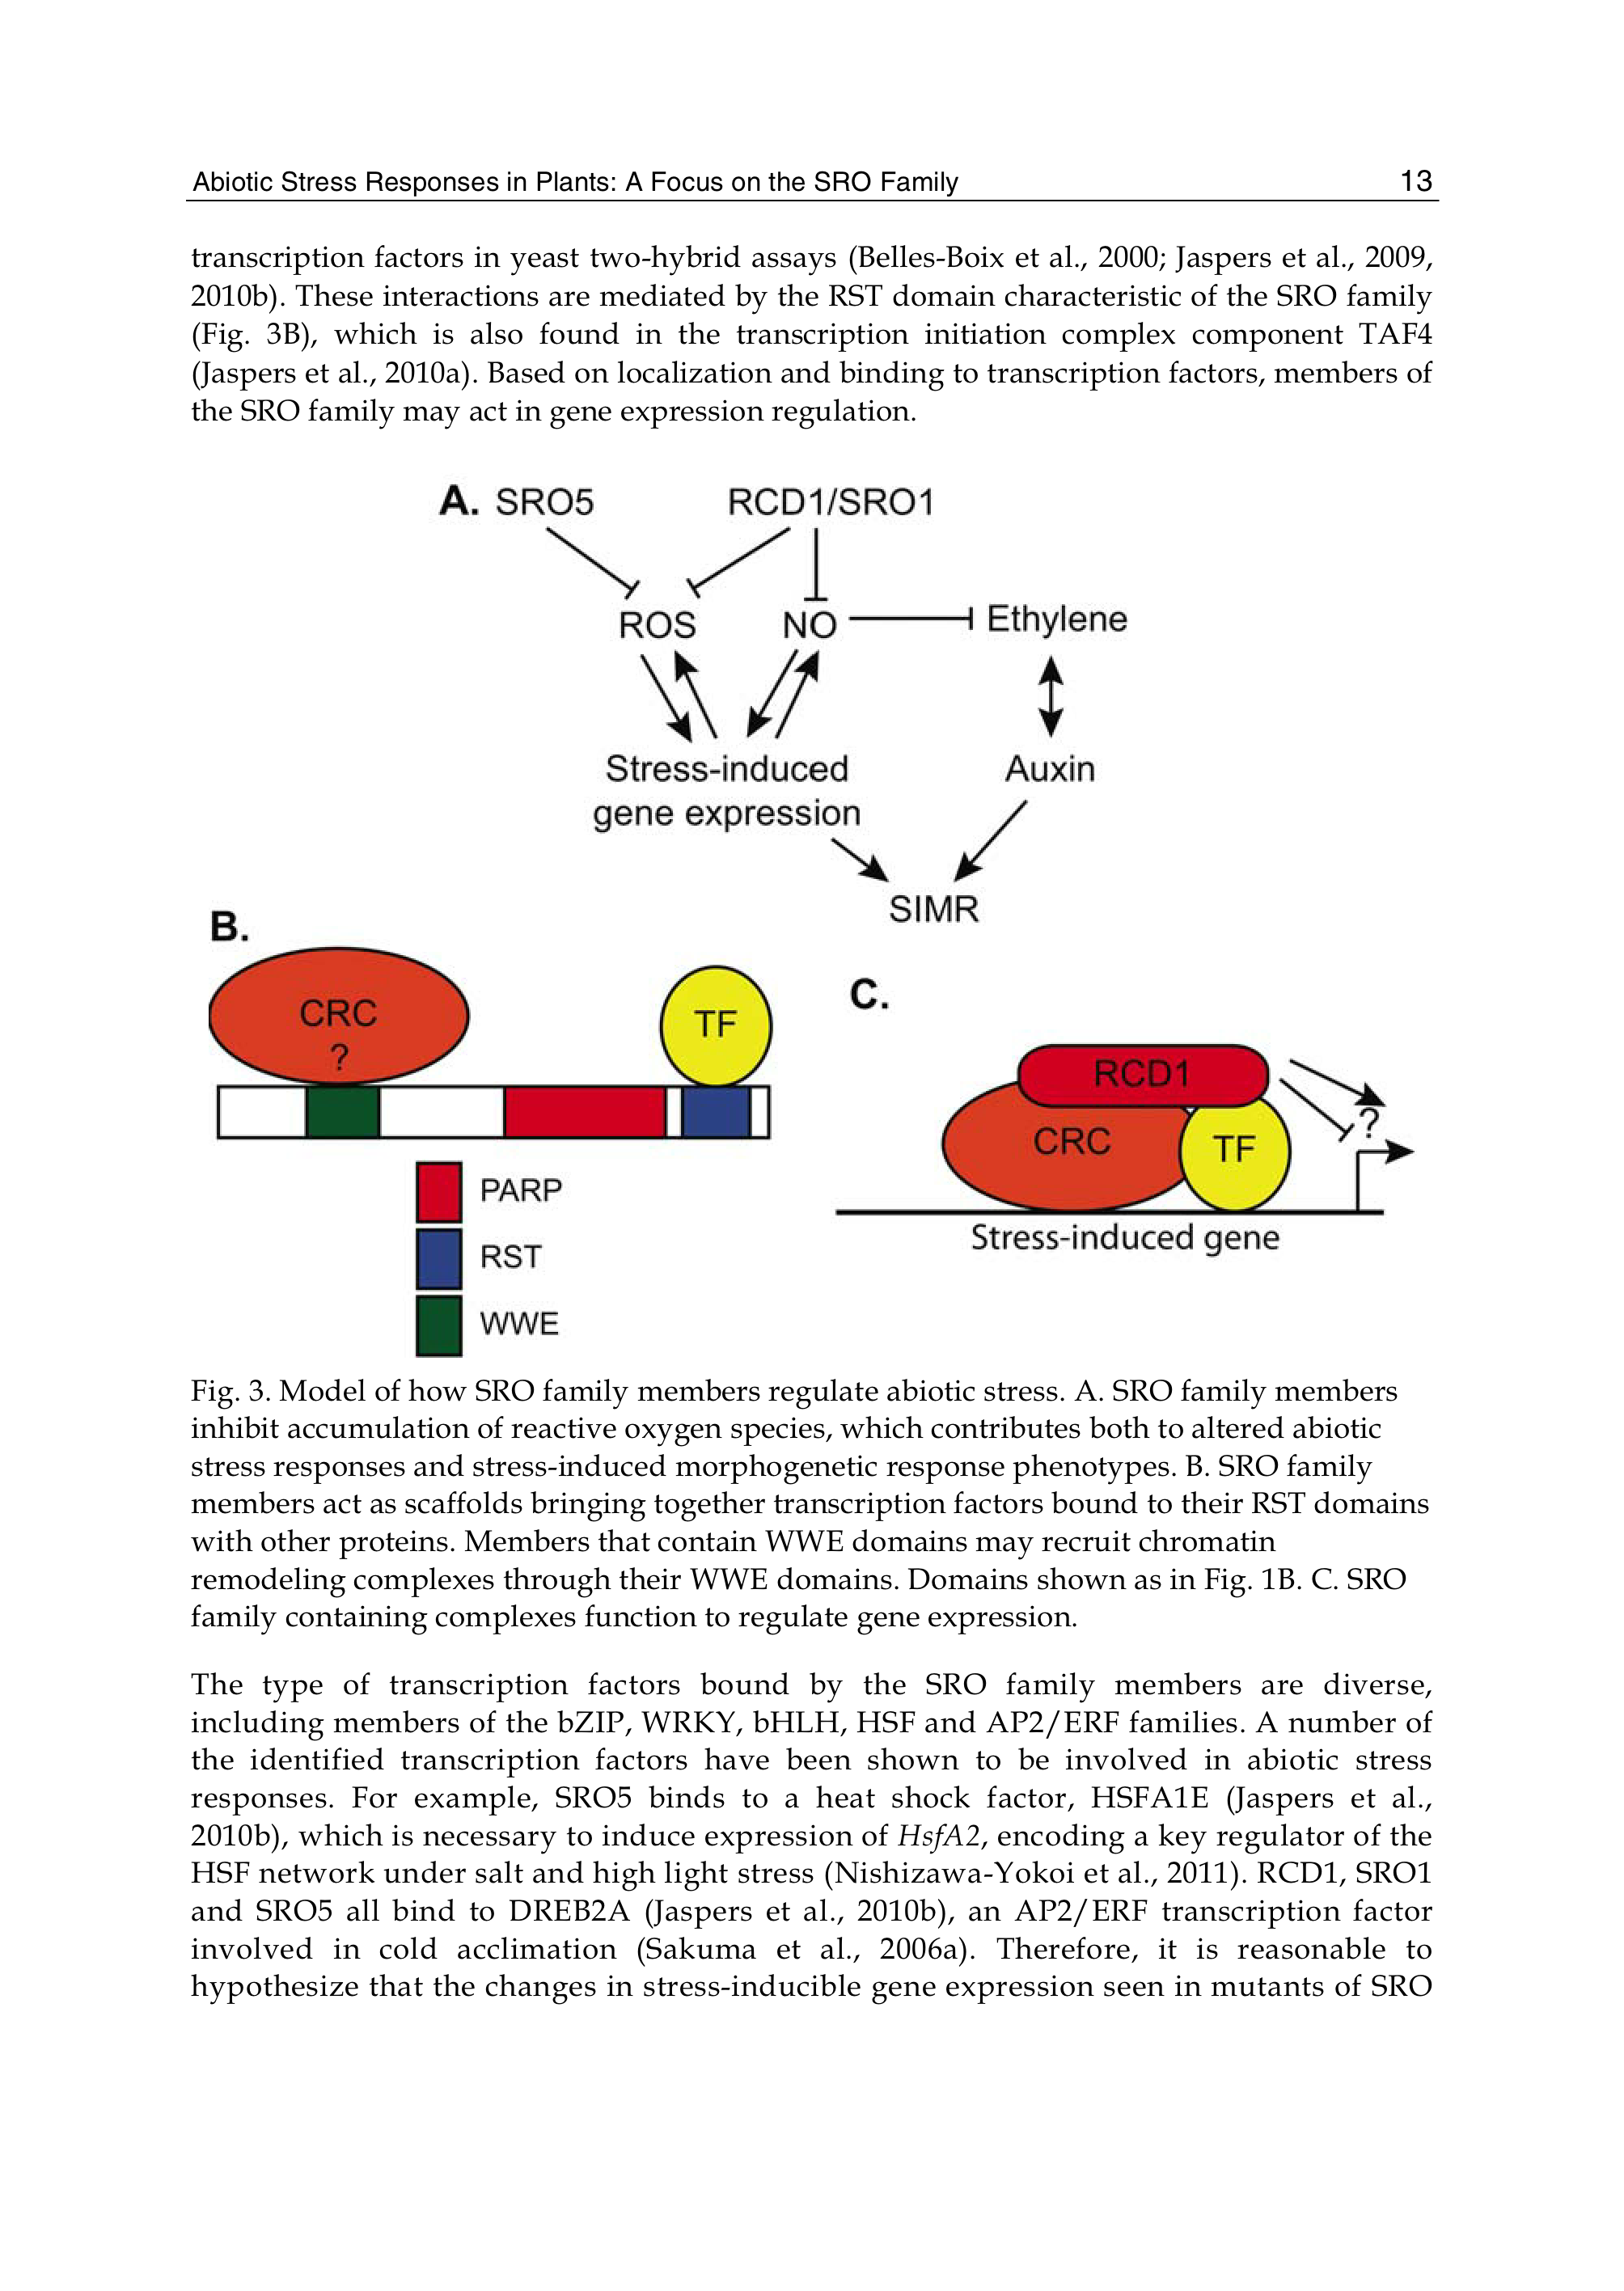 Abiotic Stress Responses in Plants: A Focus on the SRO Family 13
transcription factors in yeast two-hybrid assays (Belles-Boix et al., 2000; Jaspers et al., 2009,
2010b). These interactions are mediated by the RST domain characteristic of the SRO family
(Fig. 3B), which is also found in the transcription initiation complex component TAF4
(Jaspers et al., 2010a). Based on localization and binding to transcription factors, members of
the SRO family may act in gene expression regulation.
A. SRO5 RCD1/SRO1
ROS NO Ethylene
Stress-induced Auxin
gene expression
SIMR
B.
CRC
?
TF
PARP
RST
WWE
C.
RCD1
CRC
TF
?
Stress-induced gene
Fig. 3. Model of how SRO family members regulate abiotic stress. A. SRO family members
inhibit accumulation of reactive oxygen species, which contributes both to altered abiotic
stress responses and stress-induced morphogenetic response phenotypes. B. SRO family
members act as scaffolds bringing together transcription factors bound to their RST domains
with other proteins. Members that contain WWE domains may recruit chromatin
remodeling complexes through their WWE domains. Domains shown as in Fig. 1B. C. SRO
family containing complexes function to regulate gene expression.
The type of transcription factors bound by the SRO family members are diverse,
including members of the bZIP, WRKY, bHLH, HSF and AP2/ERF families. A number of
the identified transcription factors have been shown to be involved in abiotic stress
responses. For example, SRO5 binds to a heat shock factor, HSFA1E (Jaspers et al.,
2010b), which is necessary to induce expression of HsfA2, encoding a key regulator of the
HSF network under salt and high light stress (Nishizawa-Yokoi et al., 2011). RCD1, SRO1
and SRO5 all bind to DREB2A (Jaspers et al., 2010b), an AP2/ERF transcription factor
involved in cold acclimation (Sakuma et al., 2006a). Therefore, it is reasonable to
hypothesize that the changes in stress-inducible gene expression seen in mutants of SRO